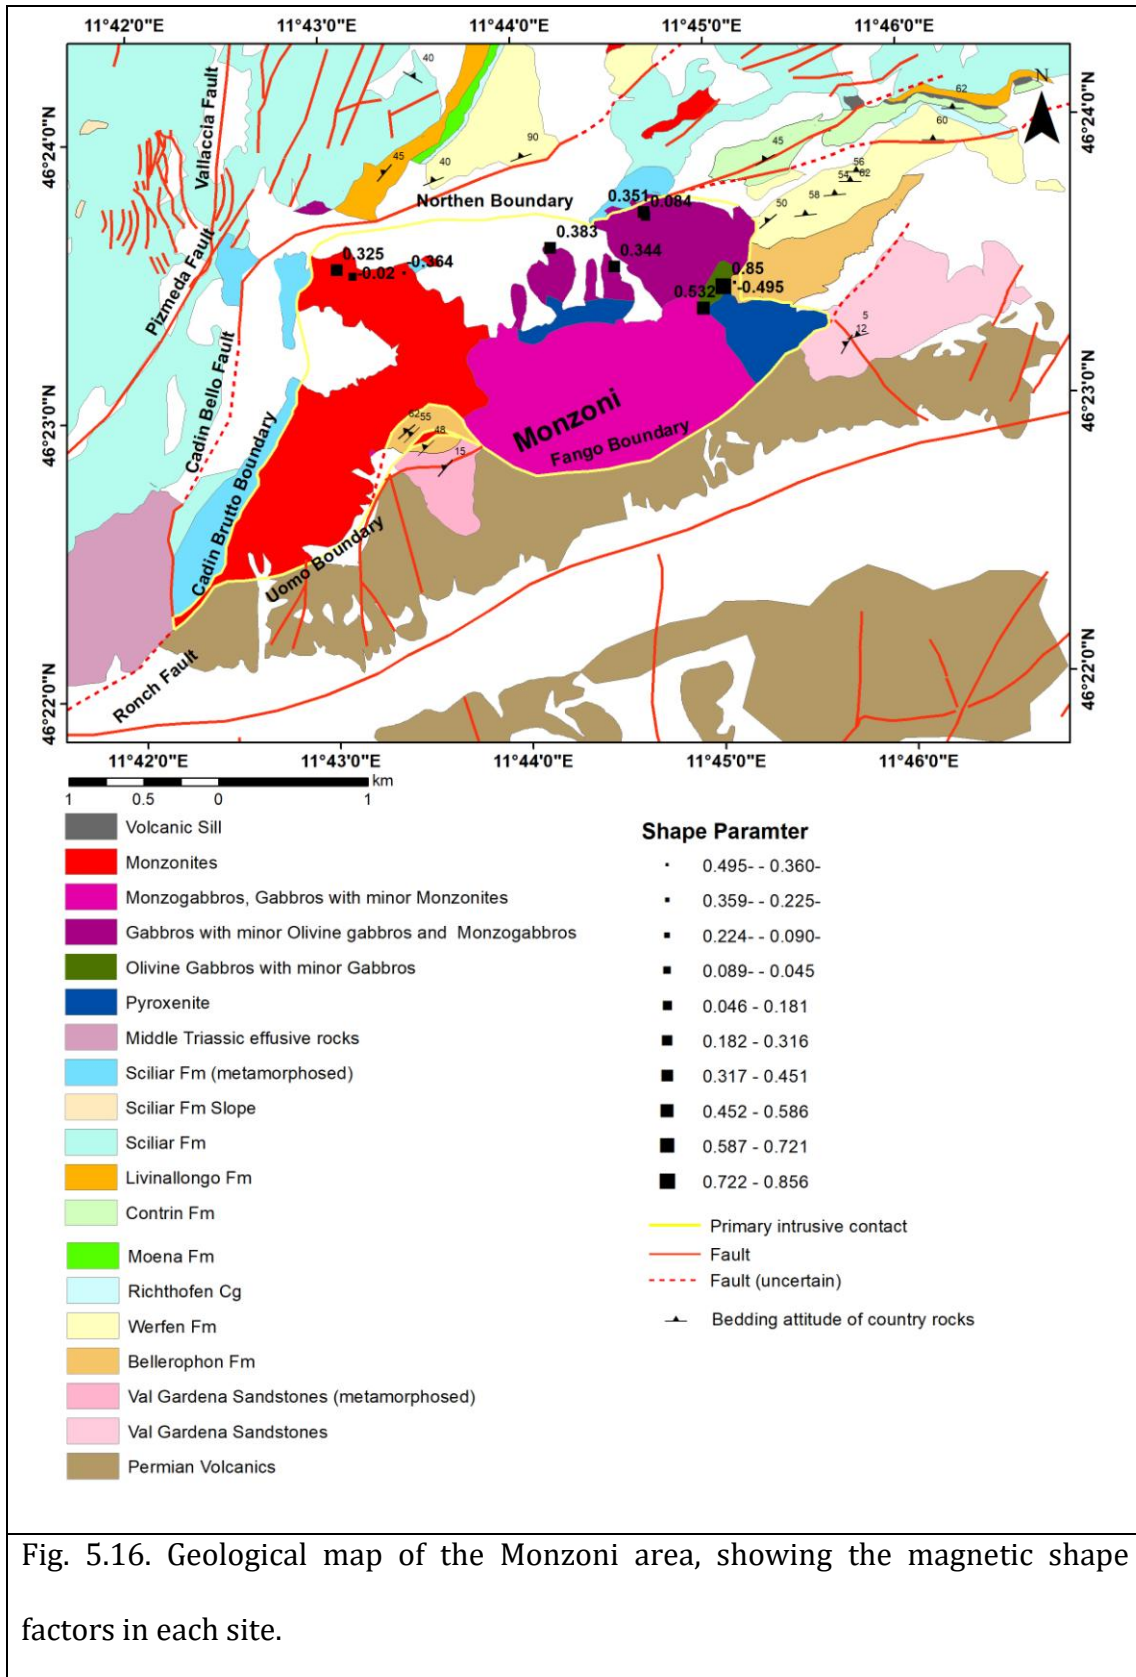 11°42'0"E 11°43'0"E 11°44'0"E 11°45'0"E 11°46'0"E
46°24'0"N
46°23'0"N
46°22'0"N
46°24'0"N
46°23'0"N
46°22'0"N
N
40
62
60
90
45
40
45
56
54
62
58
50
5
12
55
48
15
Vallaccia Fault
Pizmeda Fault
Northen Boundary
Cadin Bello Fault
Cadin Brutto Boundary
Uomo Boundary
Ronch Fault
Monzoni
Fango Boundary
0.351
-0.084
0.383
0.325
-0.02
-0.364
0.344
0.85
-0.495
0.532
11°42'0"E 11°43'0"E 11°44'0"E 11°45'0"E 11°46'0"E
km
1 0.5 0 1
Volcanic Sill
Monzonites
Monzogabbros, Gabbros with minor Monzonites
Gabbros with minor Olivine gabbros and Monzogabbros
Olivine Gabbros with minor Gabbros
Pyroxenite
Middle Triassic effusive rocks
Sciliar Fm (metamorphosed)
Sciliar Fm Slope
Sciliar Fm
Livinallongo Fm
Contrin Fm
Moena Fm
Richthofen Cg
Werfen Fm
Bellerophon Fm
Val Gardena Sandstones (metamorphosed)
Val Gardena Sandstones
Permian Volcanics
Shape Paramter
0.495- - 0.360-
0.359- - 0.225-
0.224- - 0.090-
0.089- - 0.045
0.046 - 0.181
0.182 - 0.316
0.317 - 0.451
0.452 - 0.586
0.587 - 0.721
0.722 - 0.856
Primary intrusive contact
Fault
Fault (uncertain)
Bedding attitude of country rocks
Fig. 5.16. Geological map of the Monzoni area, showing the magnetic shape
factors in each site.